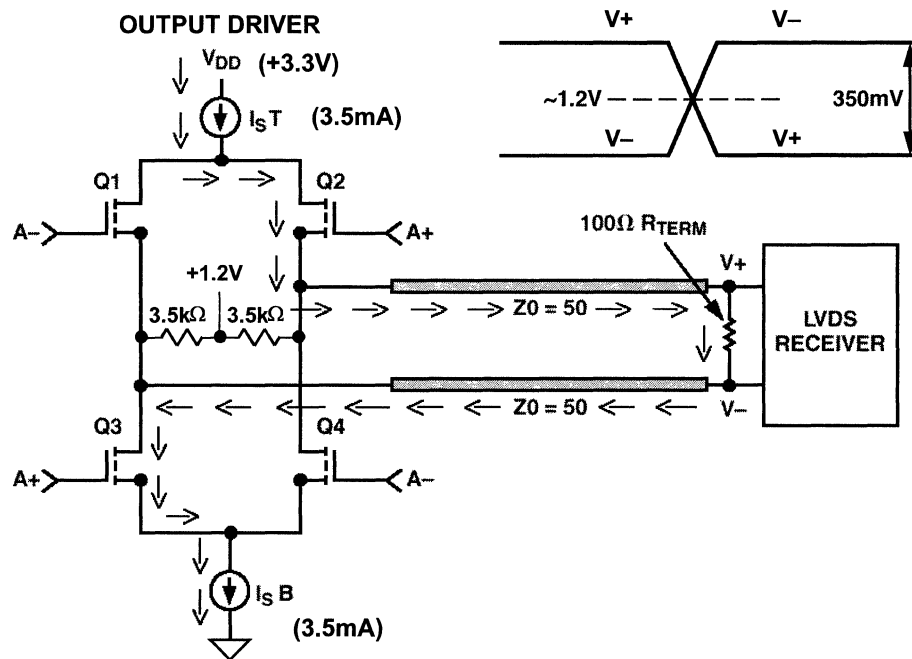 OUTPUT DRIVER
V+ V–
VDD (+3.3V)
IST (3.5mA)
~1.2V 350mV
V– V+
Q1 Q2
A– A+
100Ω RTERM
+1.2V V+
3.5kΩ 3.5kΩ Z0 = 50
LVDS
RECEIVER
Z0 = 50 V–
Q3 Q4
A+ A–
ISB
(3.5mA)